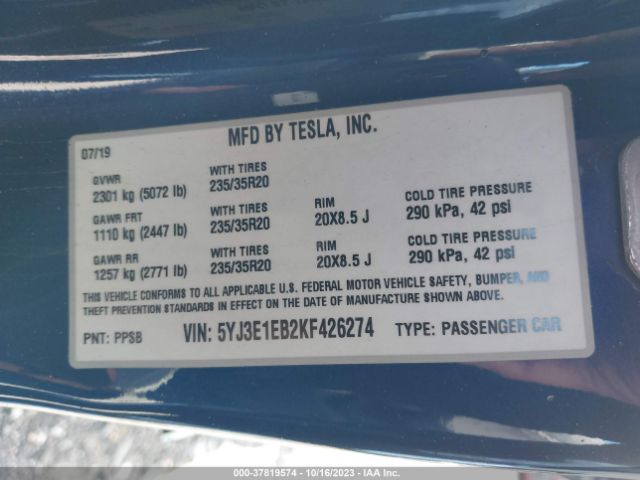 MFD BY TESLA, INC.
07/19
GVWR
2301 kg (5072 lb)
WITH TIRES
235/35R20
GAWR FRT
1110 kg (2447 lb)
WITH TIRES
235/35R20
RIM
20X8.5 J
COLD TIRE PRESSURE
290 kPa, 42 psi
GAWR RR
1257 kg (2771 lb)
WITH TIRES
235/35R20
RIM
20X8.5 J
COLD TIRE PRESSURE
290 kPa, 42 psi
THIS VEHICLE CONFORMS TO ALL APPLICABLE U.S. FEDERAL MOTOR VEHICLE SAFETY, BUMPER, AND
THEFT PREVENTION STANDARDS IN EFFECT ON THE DATE OF MANUFACTURE SHOWN ABOVE.
PNT: PPSB VIN: 5YJ3E1EB2KF426274 TYPE: PASSENGER CAR
000-37819574 | 10/16/2023 | IAA Inc.